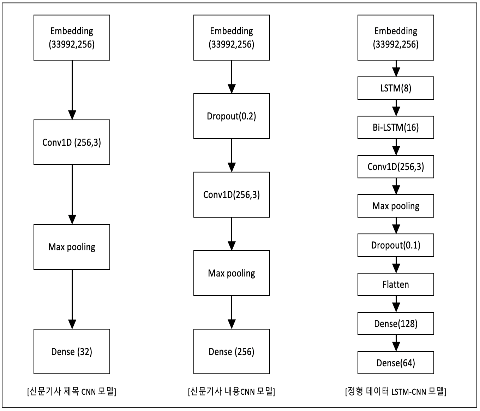 Embedding
(33992,256)
Conv1D (256,3)
Max pooling
Dense (32)
[신문기사 제목 CNN 모델]
Embedding
(33992,256)
Dropout(0.2)
Conv1D(256,3)
Max pooling
Dense (256)
[신문기사 내용CNN 모델]
Embedding
(33992,256)
LSTM(8)
Bi-LSTM(16)
Conv1D(256,3)
Max pooling
Dropout(0.1)
Flatten
Dense(128)
Dense(64)
[정형 데이터 LSTM-CNN 모델]